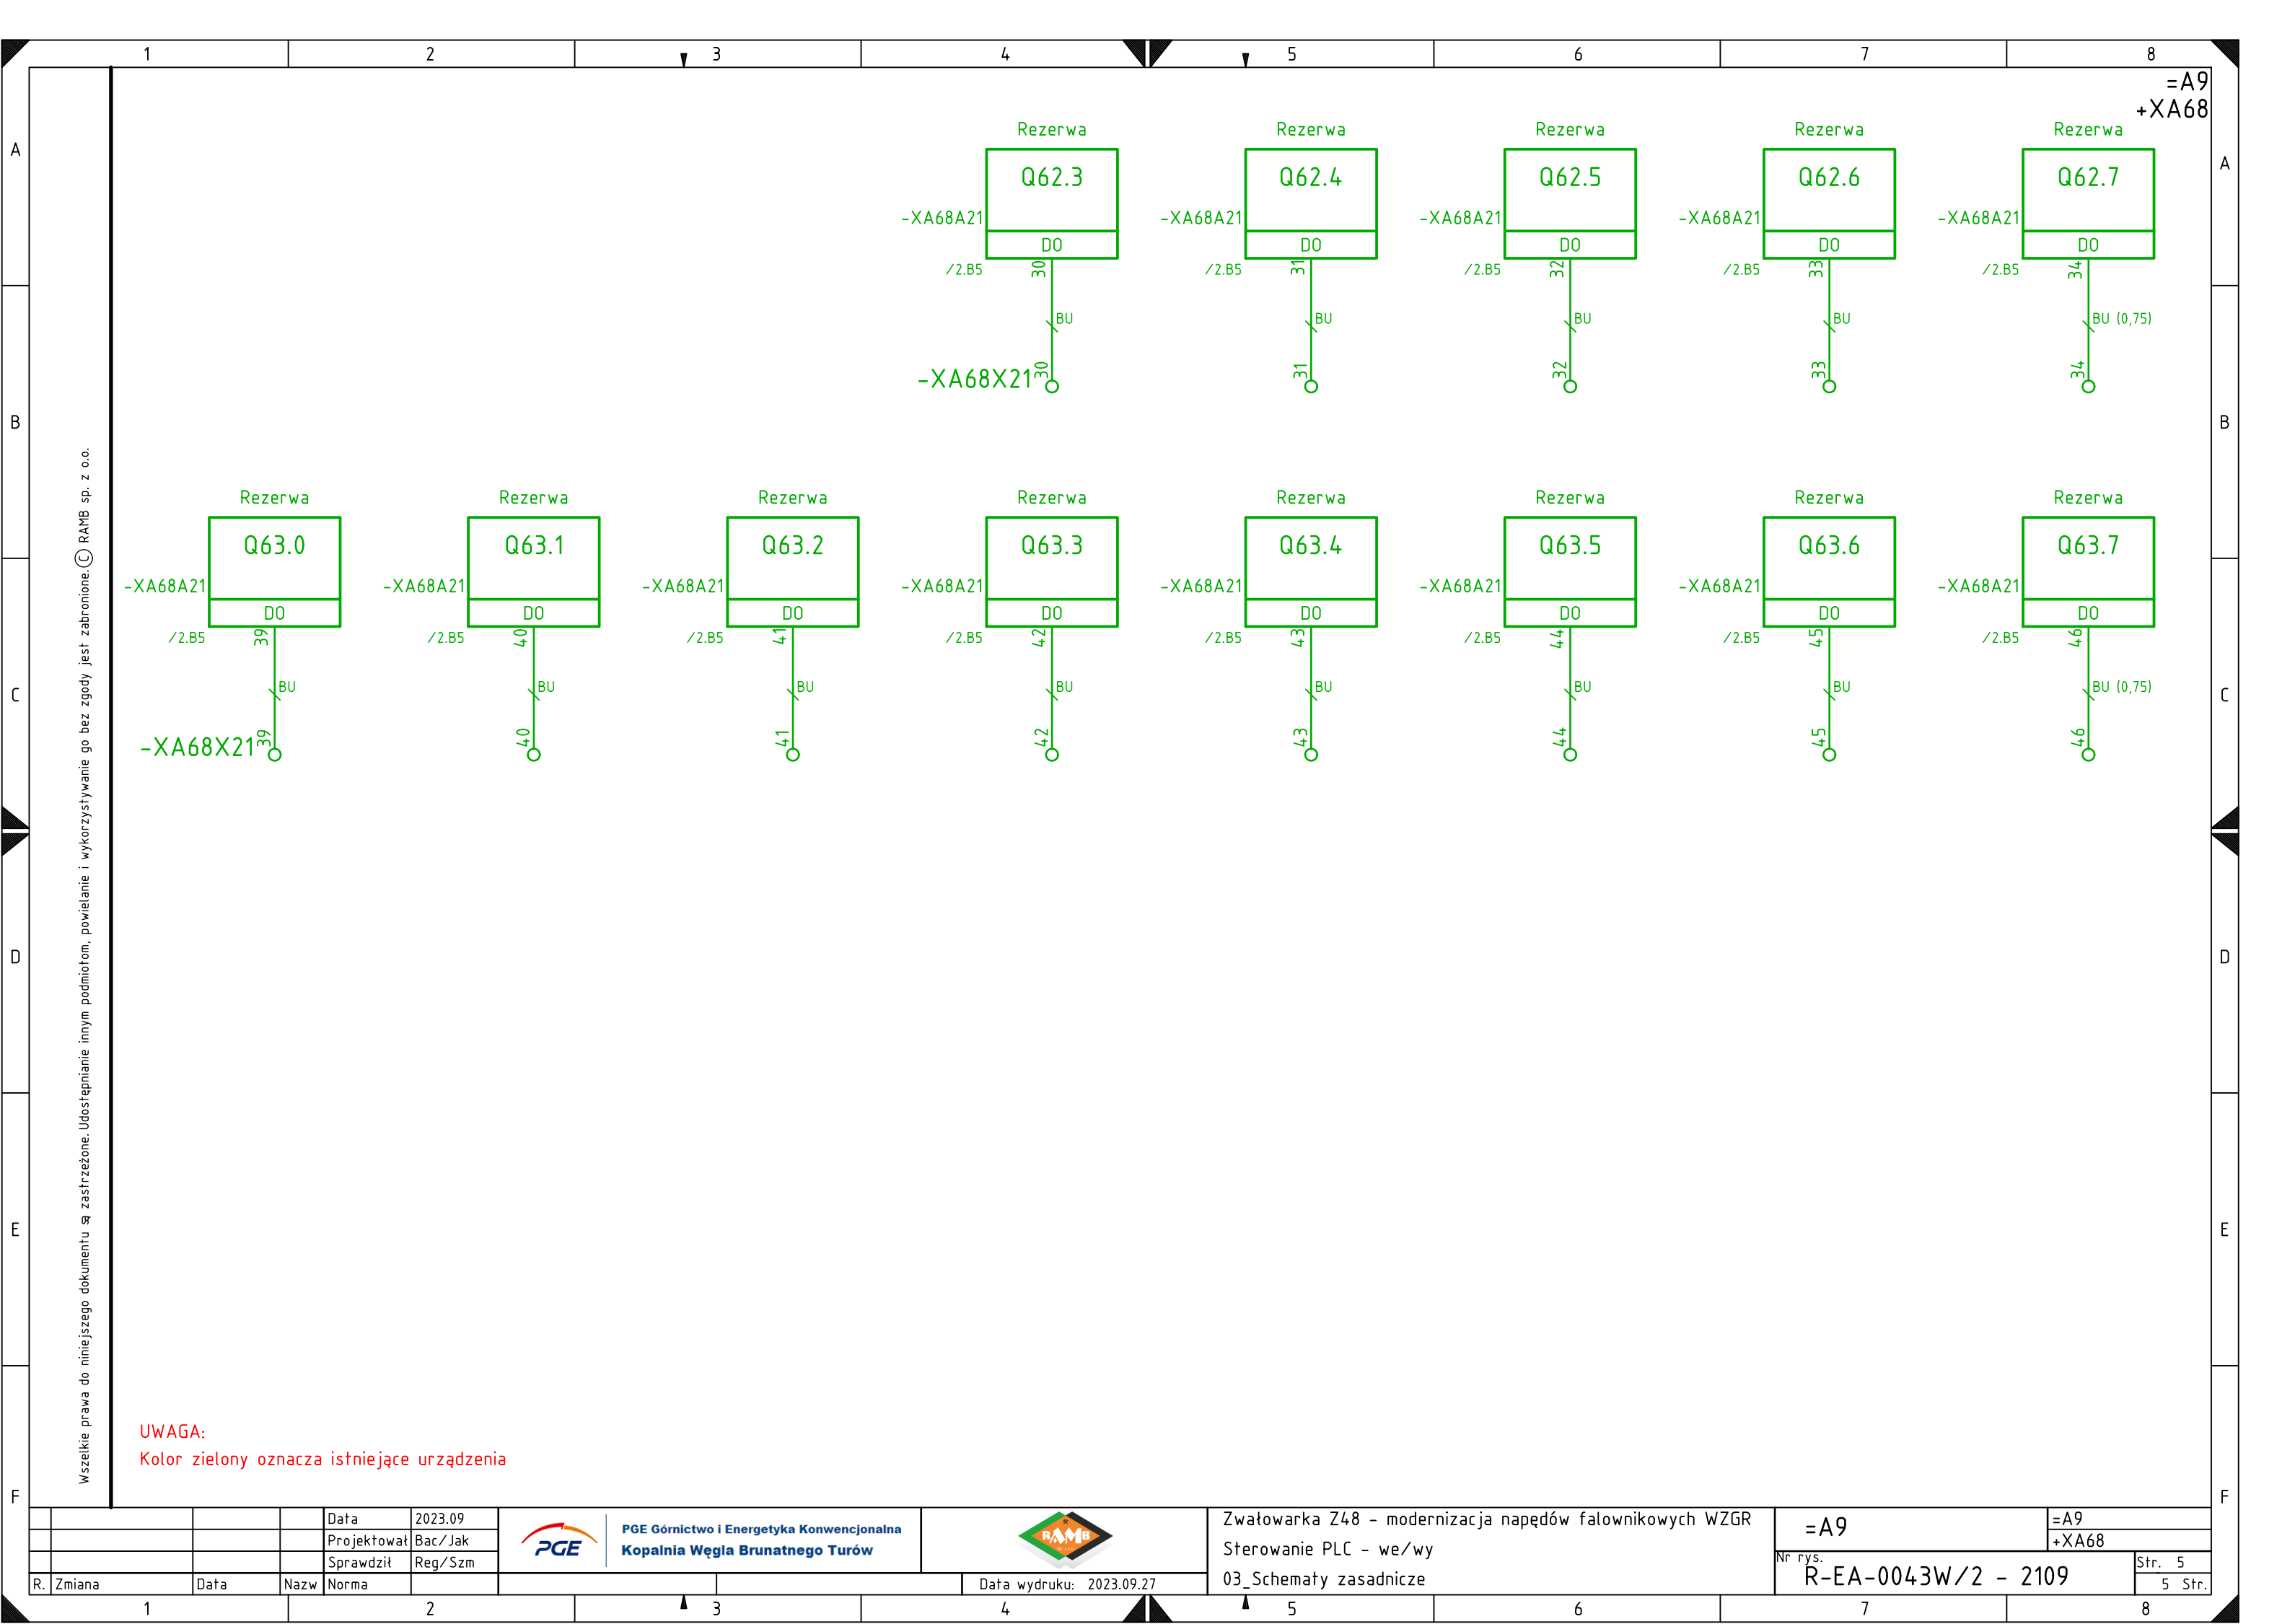 1 2 3 4 5 6 7 8
=A9
+XA68
A A
Rezerwa Rezerwa Rezerwa Rezerwa Rezerwa
Q62.3 Q62.4 Q62.5 Q62.6 Q62.7
-XA68A21 -XA68A21 -XA68A21 -XA68A21 -XA68A21
DO DO DO DO DO
/2.B5 /2.B5 /2.B5 /2.B5 /2.B5
30 31 32 33 34
BU BU BU BU BU (0,75)
-XA68X21
30 31 32 33 34
B B
Rezerwa Rezerwa Rezerwa Rezerwa Rezerwa Rezerwa Rezerwa Rezerwa
Q63.0 Q63.1 Q63.2 Q63.3 Q63.4 Q63.5 Q63.6 Q63.7
-XA68A21 -XA68A21 -XA68A21 -XA68A21 -XA68A21 -XA68A21 -XA68A21 -XA68A21
DO DO DO DO DO DO DO DO
/2.B5 /2.B5 /2.B5 /2.B5 /2.B5 /2.B5 /2.B5 /2.B5
39 40 41 42 43 44 45 46
BU BU BU BU BU BU BU BU (0,75)
C C
-XA68X21
39 40 41 42 43 44 45 46
D D
E E
Wszelkie prawa do niniejszego dokumentu są zastrzeżone. Udostępnianie innym podmiotom, powielanie i wykorzystywanie go bez zgody jest zabronione. © RAMB sp. z o.o.
UWAGA:
Kolor zielony oznacza istniejące urządzenia
F F
Data 2023.09
Projektował Bac/Jak
Sprawdził Reg/Szm
R. Zmiana Data Nazw Norma
PGE
PGE Górnictwo i Energetyka Konwencjonalna
Kopalnia Węgla Brunatnego Turów
RAMB
Data wydruku: 2023.09.27
Zwałowarka Z48 - modernizacja napędów falownikowych WZGR
Sterowanie PLC - we/wy
03_Schematy zasadnicze
=A9
=A9
+XA68
Nr rys.
R-EA-0043W/2 - 2109
Str. 5
5 Str.
1 2 3 4 5 6 7 8